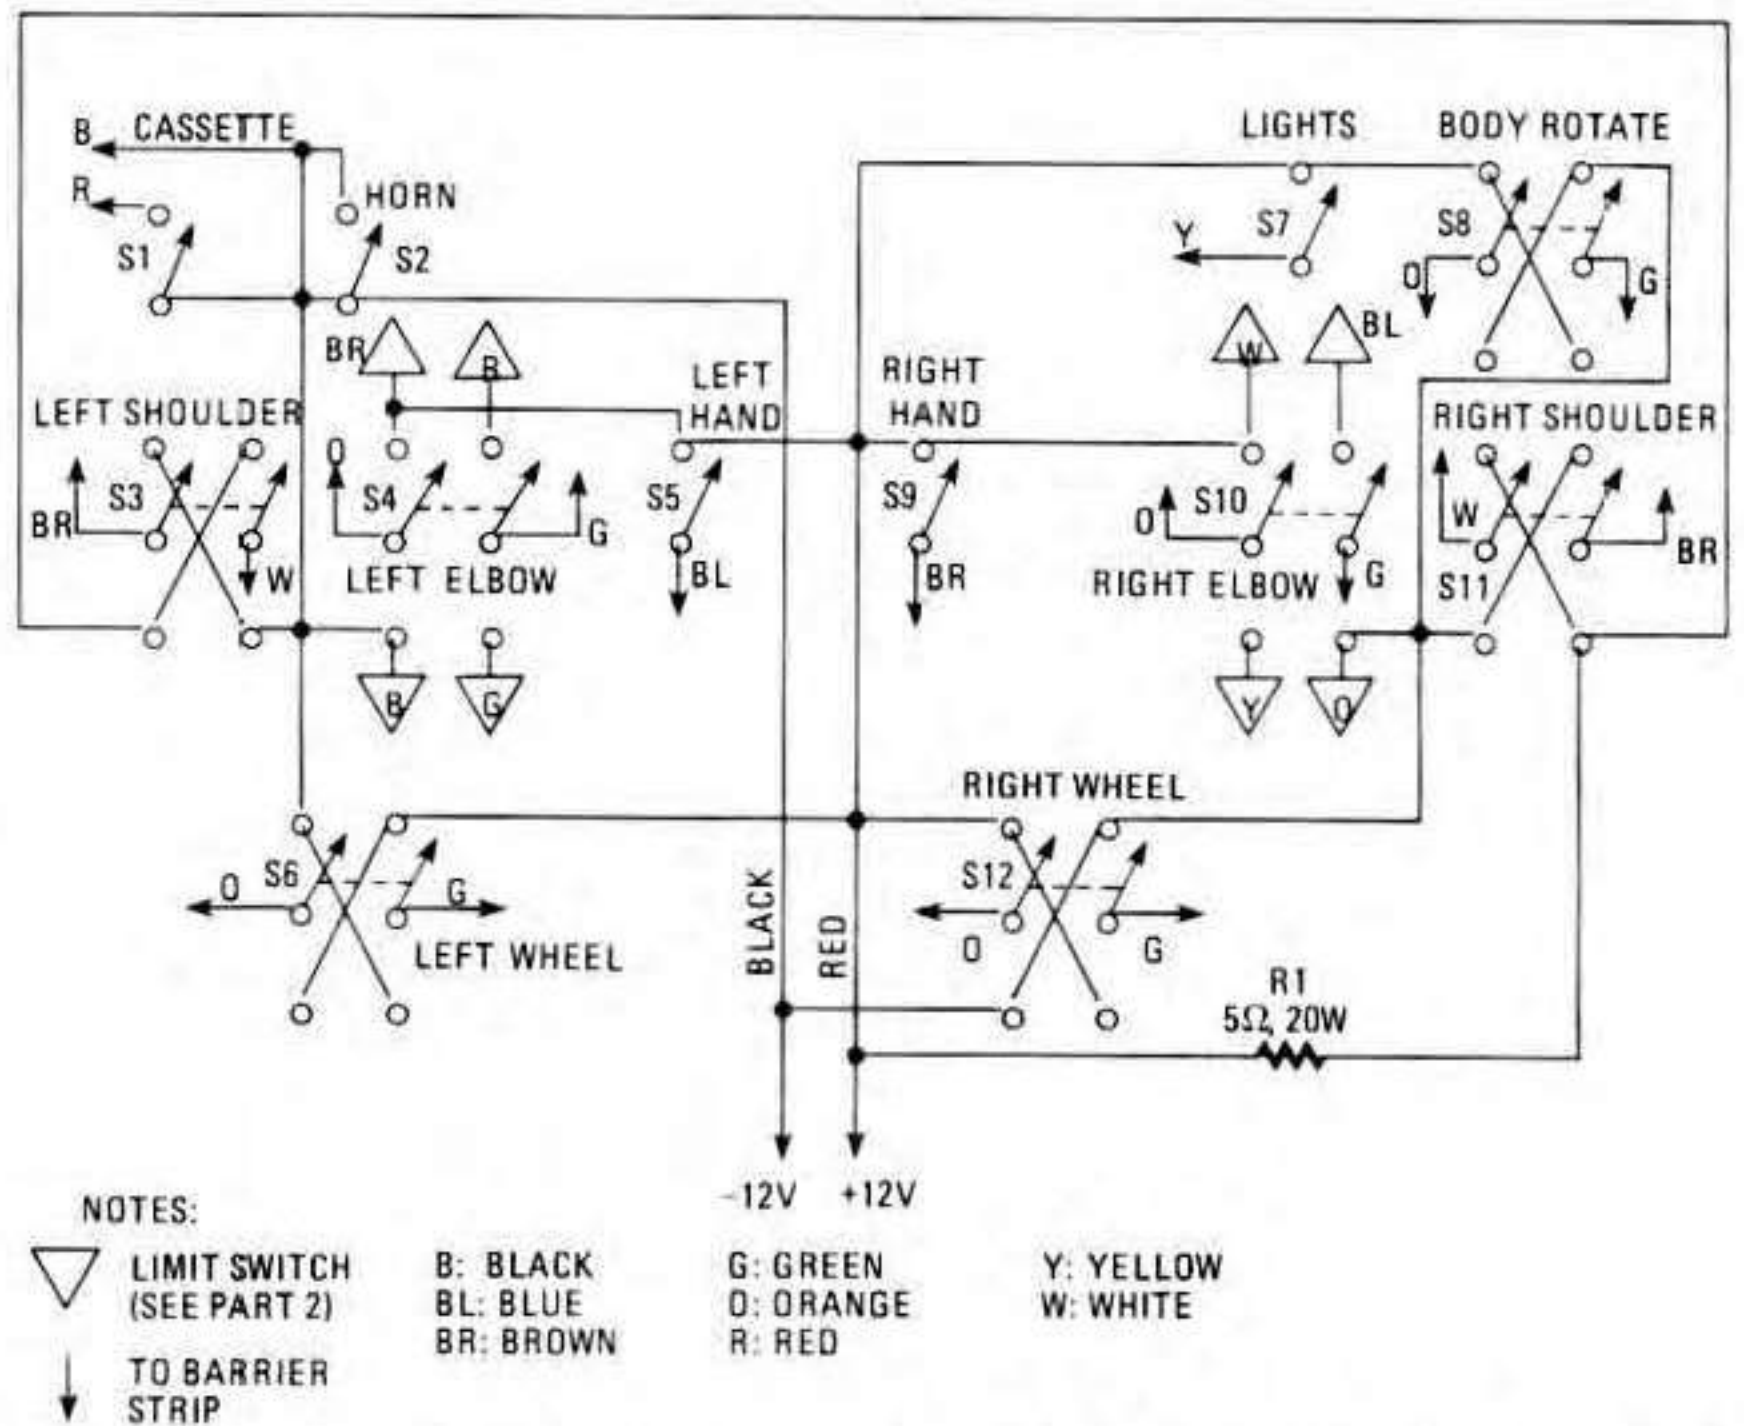 B CASSETTE
R
HORN
S1
S2
LIGHTS
BODY ROTATE
Y
S7
S8
O
G
BR
B
LEFT HAND
RIGHT HAND
W
BL
LEFT SHOULDER
RIGHT SHOULDER
S3
BR
W
O
S4
G
S5
BL
S9
BR
O
S10
G
W
S11
BR
LEFT ELBOW
RIGHT ELBOW
B
G
Y
O
RIGHT WHEEL
O
S6
G
LEFT WHEEL
BLACK
RED
S12
O
G
R1
5Ω, 20W
-12V
+12V
NOTES:
LIMIT SWITCH
(SEE PART 2)
TO BARRIER
STRIP
B: BLACK
BL: BLUE
BR: BROWN
G: GREEN
O: ORANGE
R: RED
Y: YELLOW
W: WHITE